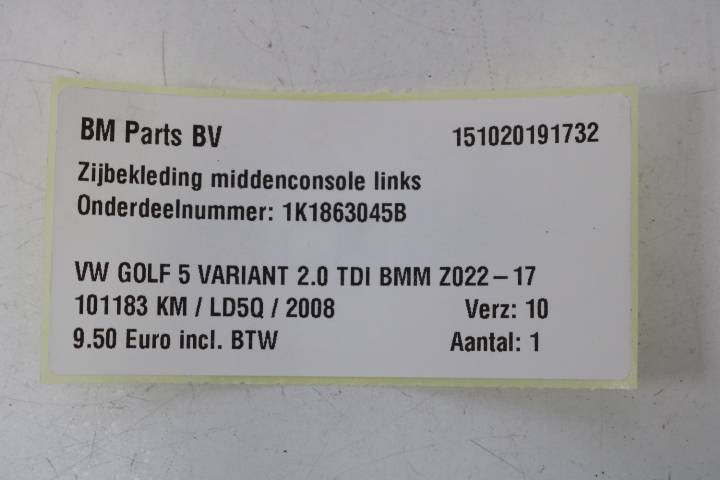 BM Parts BV 151020191732
Zijbekleding middenconsole links
Onderdeelnummer: 1K1863045B
VW GOLF 5 VARIANT 2.0 TDI BMM Z022-17
101183 KM / LD5Q / 2008 Verz: 10
9.50 Euro incl. BTW Aantal: 1